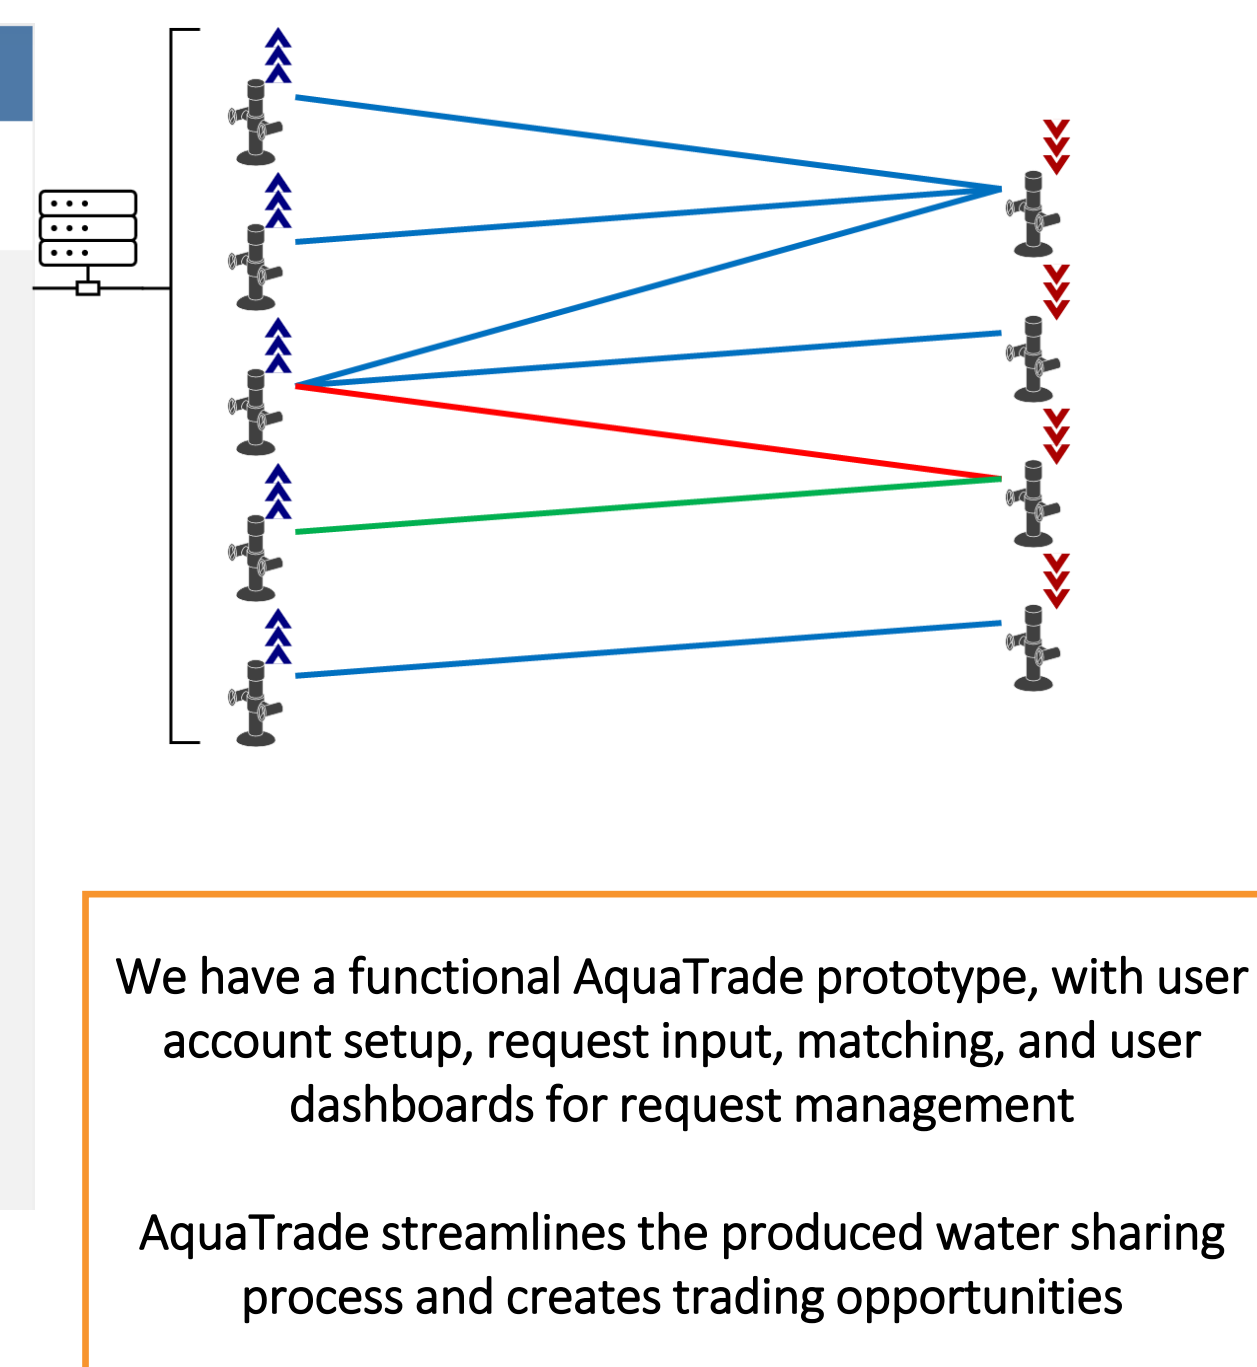 We have a functional AquaTrade prototype, with user
account setup, request input, matching, and user
dashboards for request management
AquaTrade streamlines the produced water sharing
process and creates trading opportunities